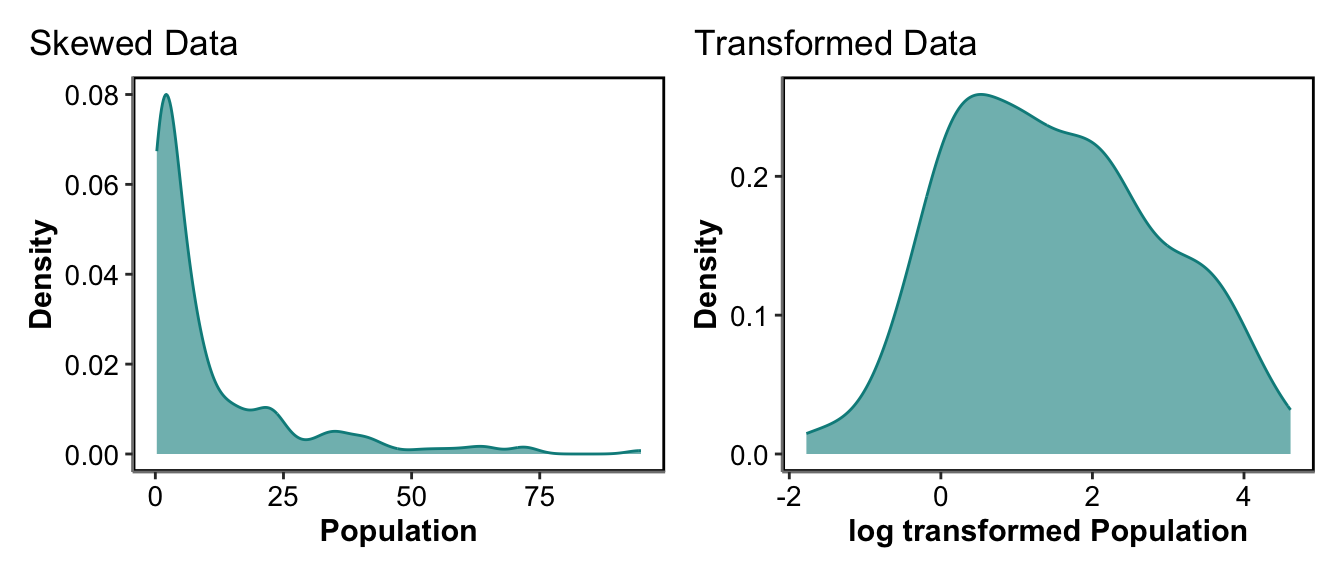 Skewed Data
Density
0.08
0.06
0.04
0.02
0.00
0 25 50 75
Population
Transformed Data
Density
0.2
0.1
0.0
-2 0 2 4
log transformed Population